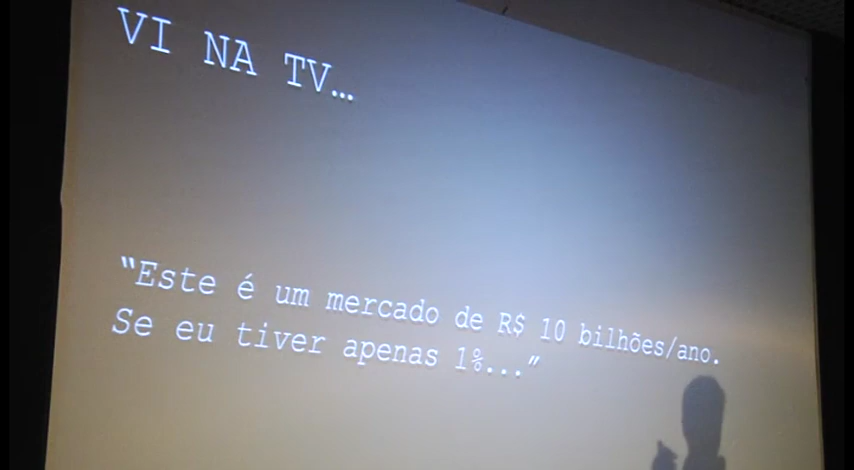 VI NA TV...
“Este é um mercado de R$ 10 bilhões/ano.
Se eu tiver apenas 1%...”